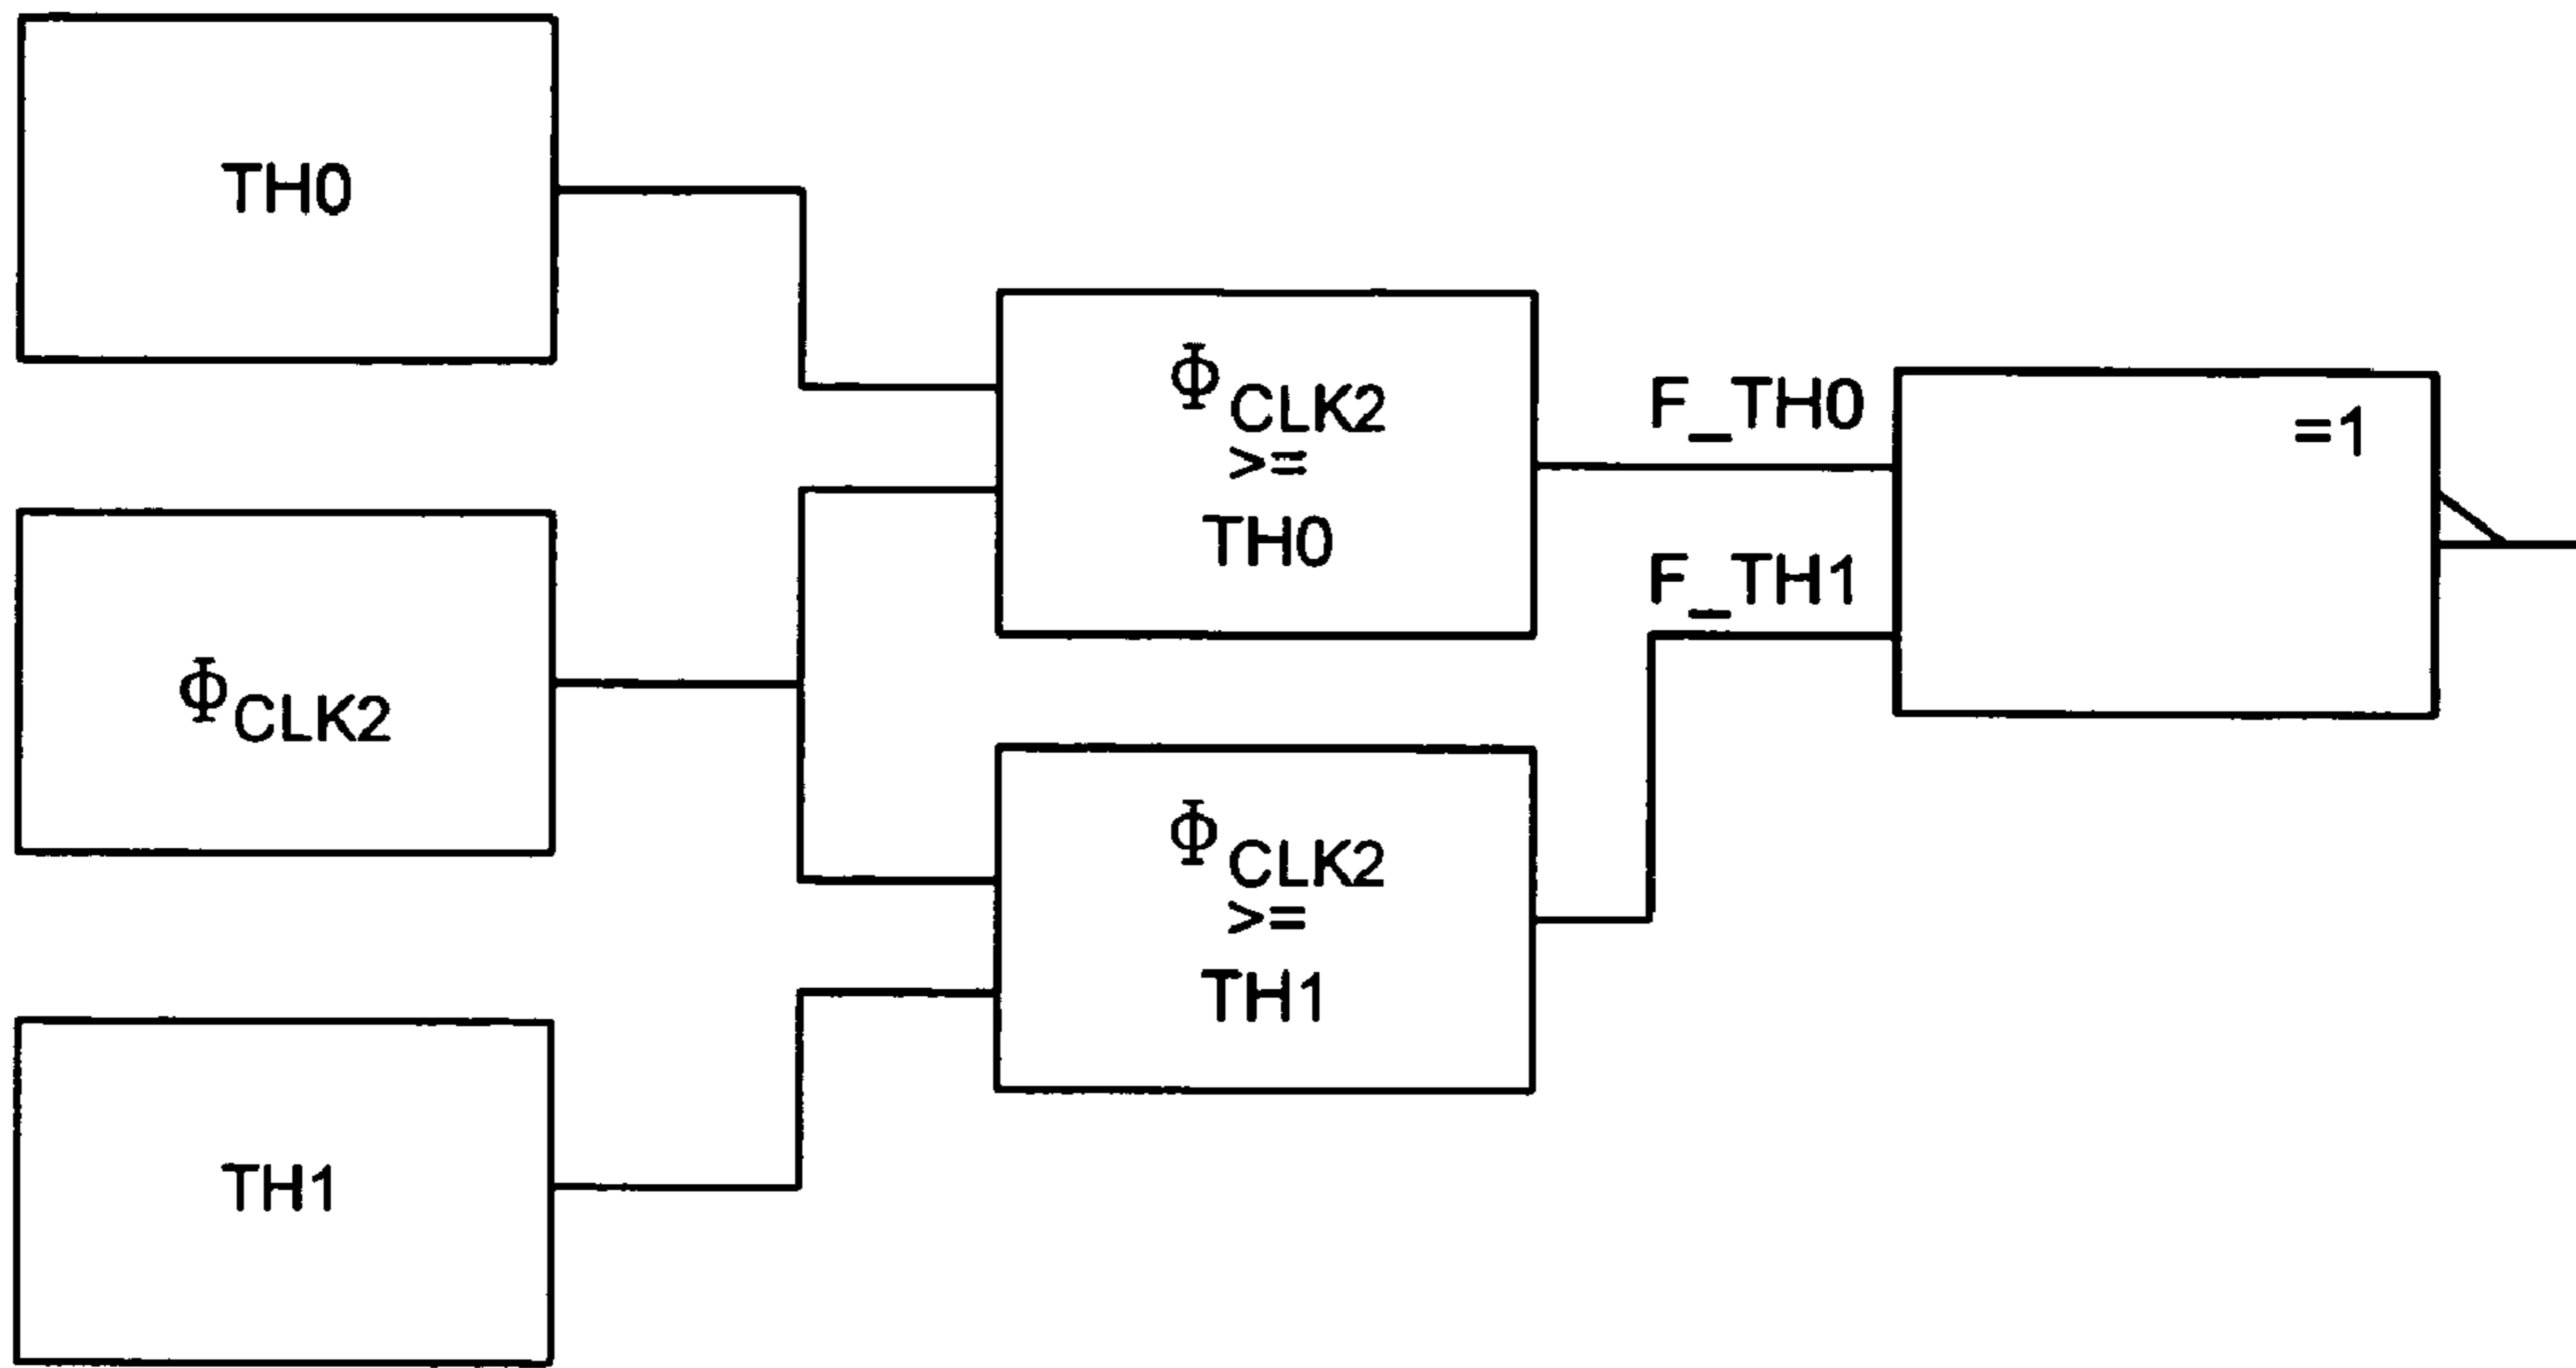 TH0
ΦCLK2
>=
TH0
F_TH0
=1
F_TH1
ΦCLK2
ΦCLK2
>=
TH1
TH1